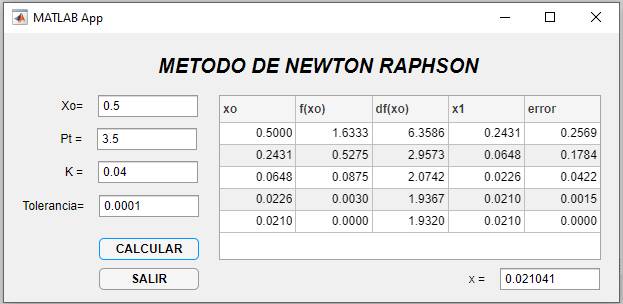 MATLAB App
METODO DE NEWTON RAPHSON
Xo= 0.5
Pt = 3.5
K = 0.04
Tolerancia= 0.0001
CALCULAR
SALIR
xo f(xo) df(xo) x1 error
0.5000 1.6333 6.3586 0.2431 0.2569
0.2431 0.5275 2.9573 0.0648 0.1784
0.0648 0.0875 2.0742 0.0226 0.0422
0.0226 0.0030 1.9367 0.0210 0.0015
0.0210 0.0000 1.9320 0.0210 0.0000
x = 0.021041